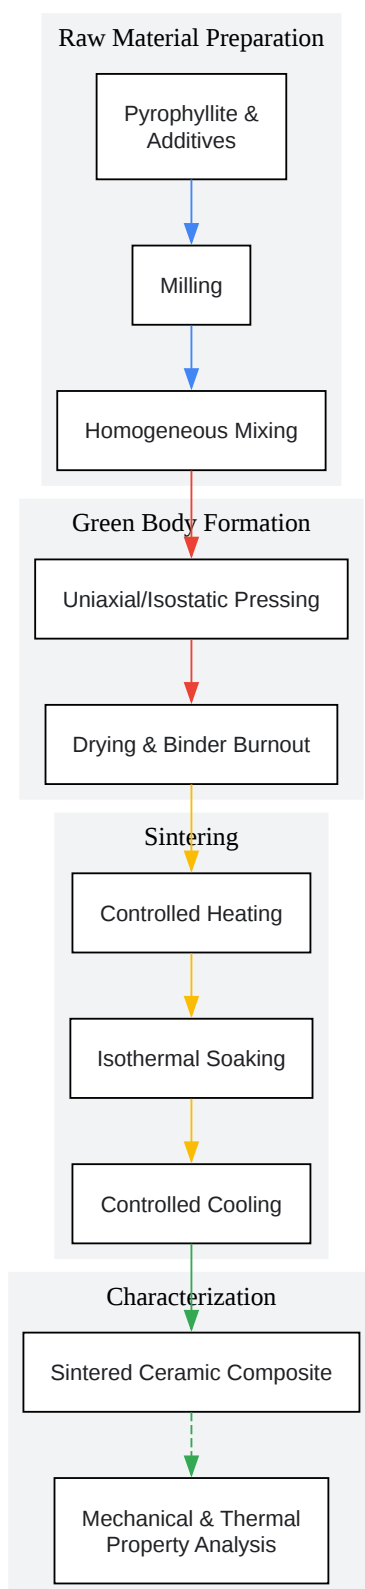 Raw Material Preparation
Pyrophyllite &
Additives
Milling
Homogeneous Mixing
Green Body Formation
Uniaxial/Isostatic Pressing
Drying & Binder Burnout
Sintering
Controlled Heating
Isothermal Soaking
Controlled Cooling
Characterization
Sintered Ceramic Composite
Mechanical & Thermal
Property Analysis